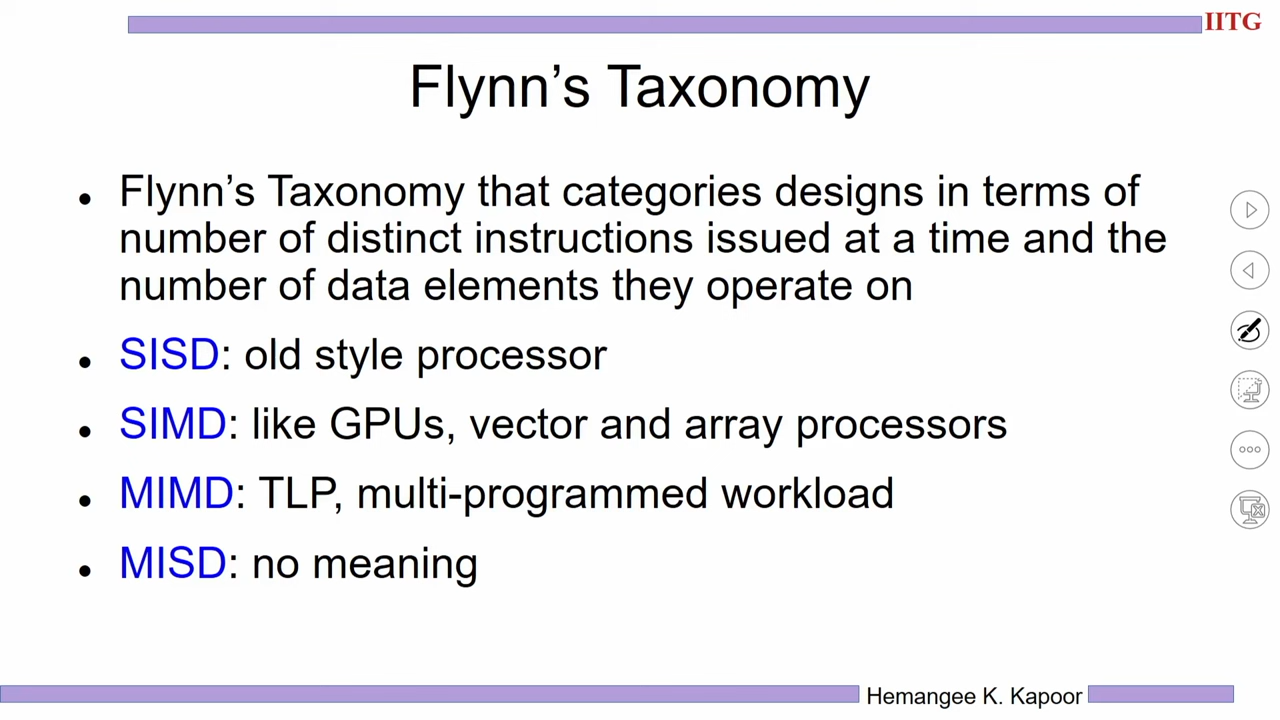 IITG
Flynn’s Taxonomy
• Flynn’s Taxonomy that categories designs in terms of
number of distinct instructions issued at a time and the
number of data elements they operate on
• SISD: old style processor
• SIMD: like GPUs, vector and array processors
• MIMD: TLP, multi-programmed workload
• MISD: no meaning
Hemangee K. Kapoor